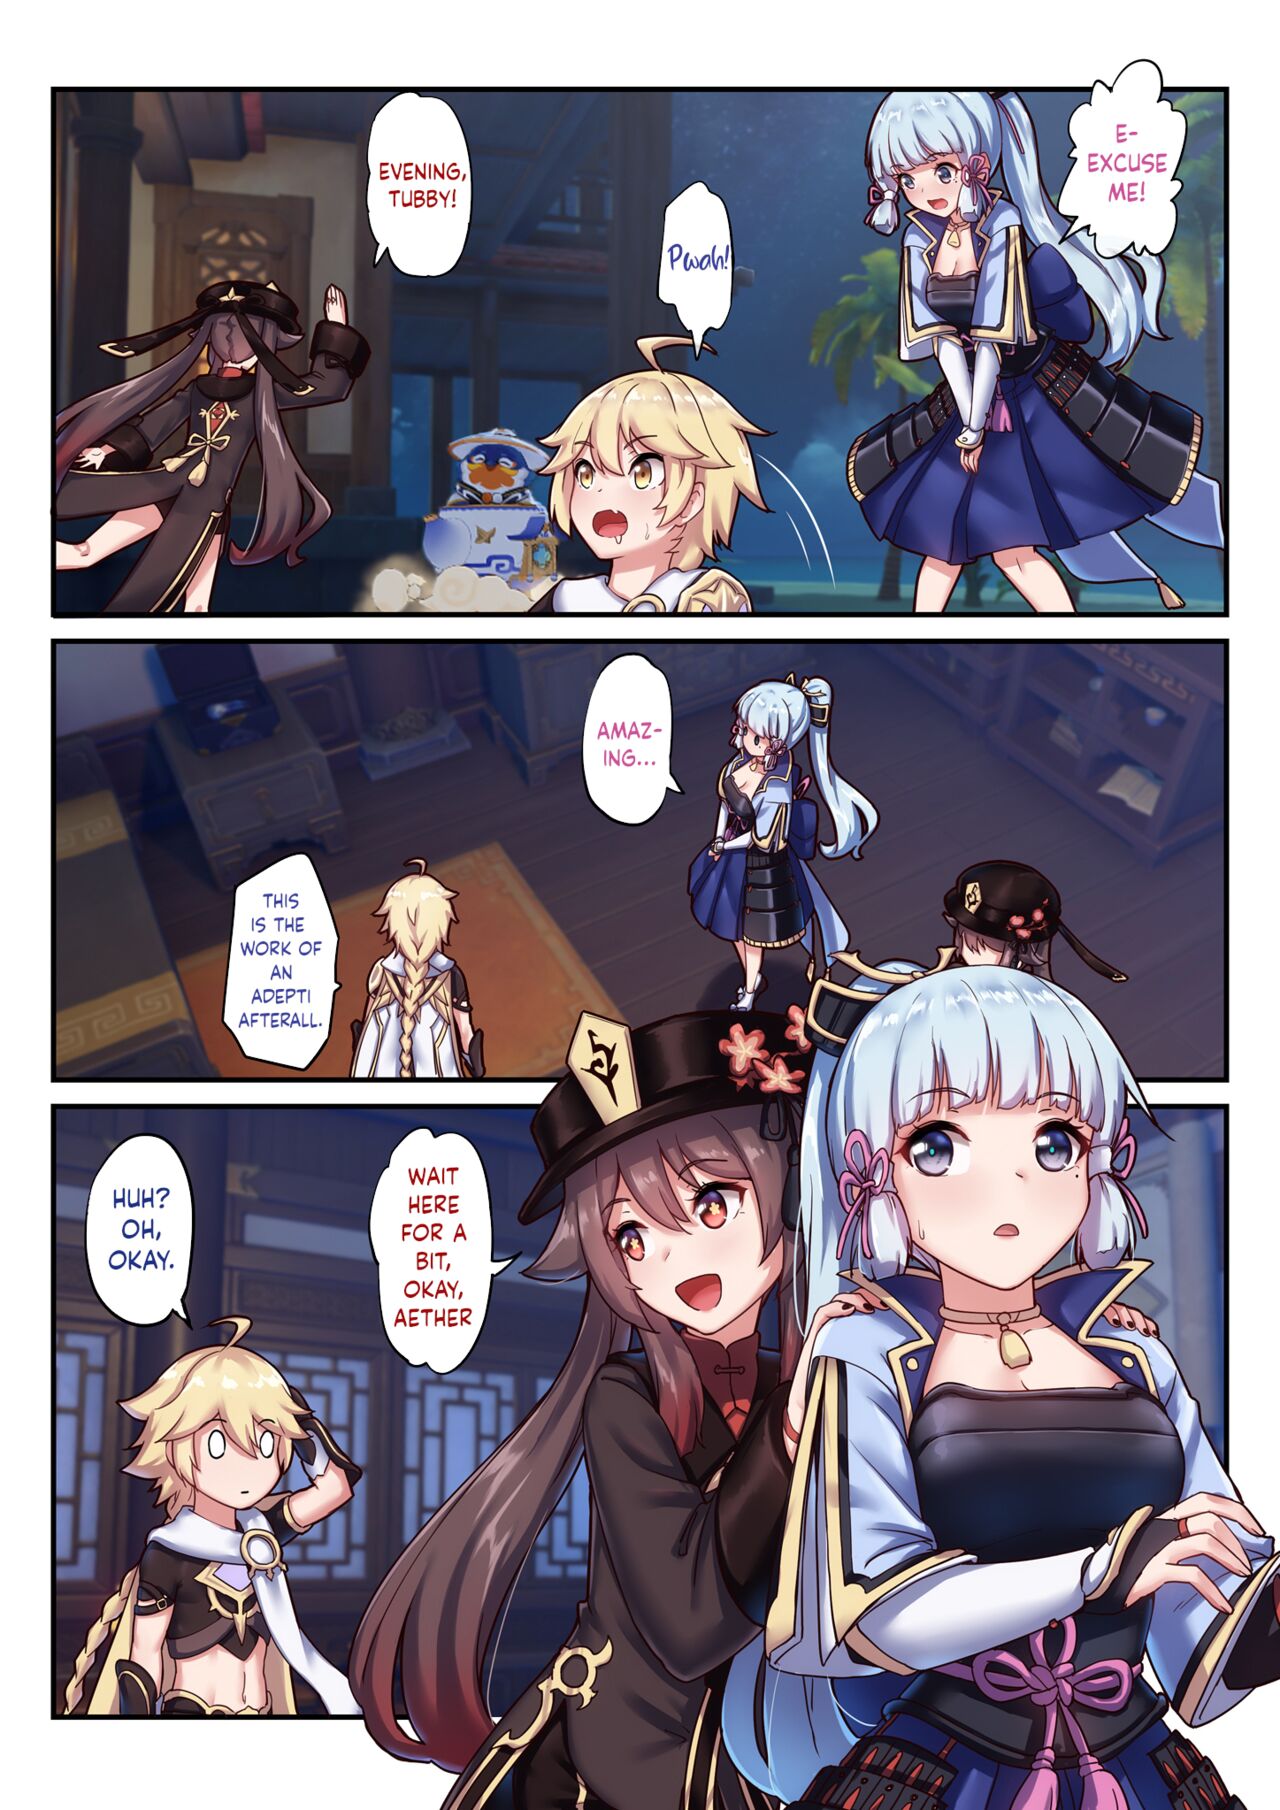 EVENING,
TUBBY!
Pwah!
E-
EXCUSE
ME!
AMAZ-
ING...
THIS
IS THE
WORK OF
AN
ADEPTI
AFTERALL.
HUH?
OH,
OKAY.
WAIT
HERE
FOR A
BIT,
OKAY,
AETHER